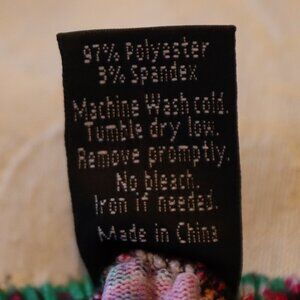 97% Polyester
3% Spandex
Machine Wash cold.
Tumble dry low.
Remove promptly.
No bleach.
Iron if needed.
Made in China